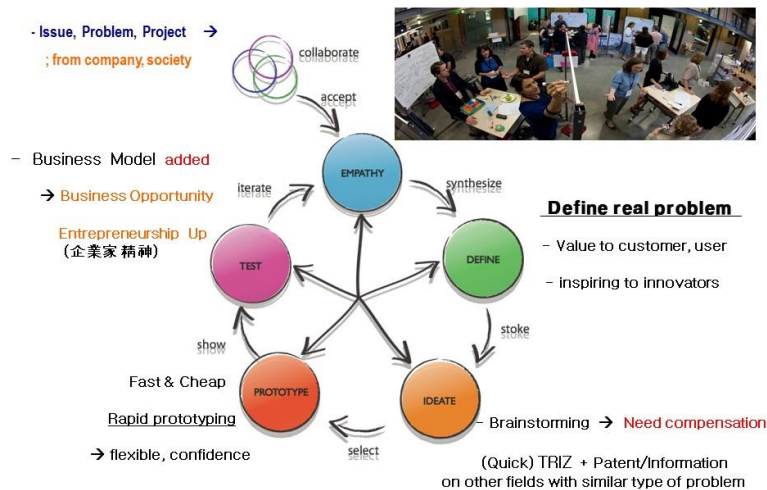 - Issue, Problem, Project →
; from company, society
collaborate
accept
EMPATHY
synthesize
iterate
- Business Model added
→ Business Opportunity
Entrepreneurship Up
(企業家 精神)
Define real problem
- Value to customer, user
- inspiring to innovators
TEST
DEFINE
stoke
show
PROTOTYPE
IDEATE
select
Fast & Cheap
Rapid prototyping
→ flexible, confidence
- Brainstorming → Need compensation
(Quick) TRIZ + Patent/Information
on other fields with similar type of problem